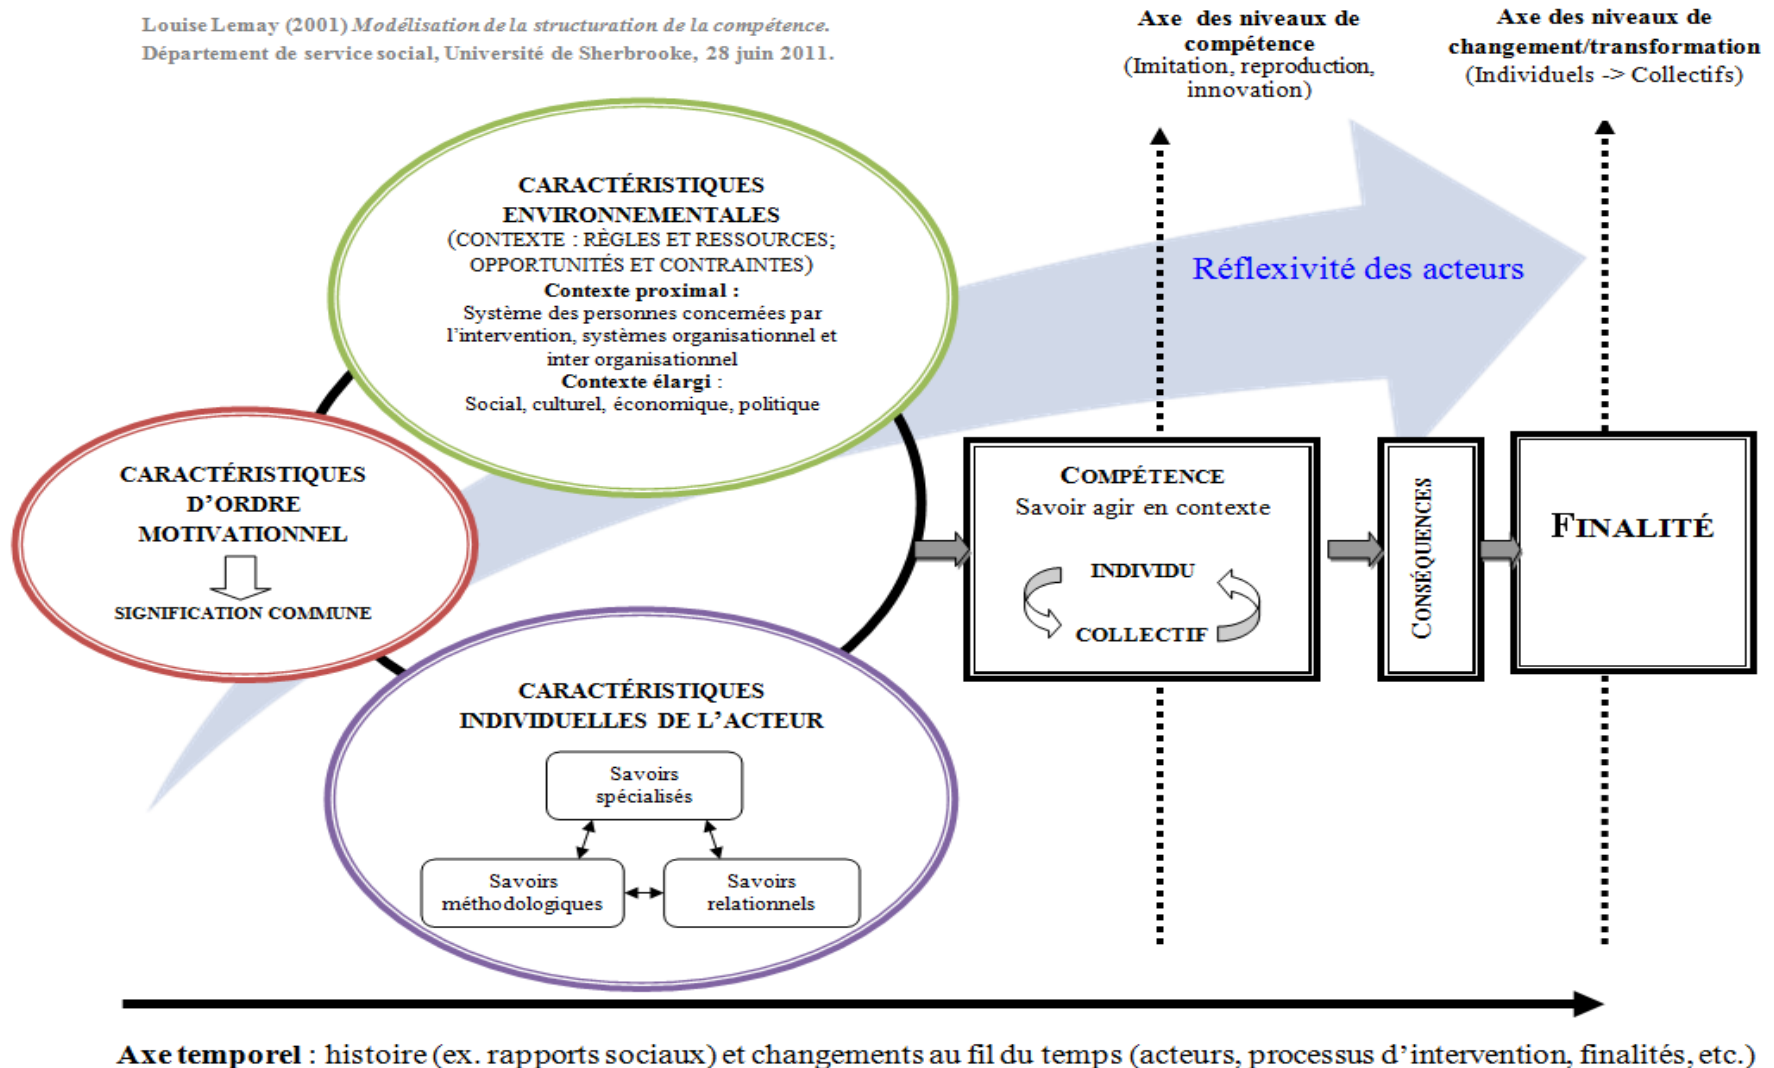 Louise Lemay (2001) Modélisation de la structuration de la compétence.
Département de service social, Université de Sherbrooke, 28 juin 2011.
Axe des niveaux de
compétence
(Imitation, reproduction,
innovation)
Axe des niveaux de
changement/transformation
(Individuels -> Collectifs)
CARACTÉRISTIQUES
ENVIRONNEMENTALES
(CONTEXTE : RÈGLES ET RESSOURCES;
OPPORTUNITÉS ET CONTRAINTES)
Contexte proximal :
Système des personnes concernées par
l'intervention, systèmes organisationnel et
inter organisationnel
Contexte élargi :
Social, culturel, économique, politique
Réflexivité des acteurs
CARACTÉRISTIQUES
D'ORDRE
MOTIVATIONNEL
SIGNIFICATION COMMUNE
COMPÉTENCE
Savoir agir en contexte
INDIVIDU
COLLECTIF
CONSÉQUENCES
FINALITÉ
CARACTÉRISTIQUES
INDIVIDUELLES DE L'ACTEUR
Savoirs
spécialisés
Savoirs
méthodologiques
Savoirs
relationnels
Axe temporel : histoire (ex. rapports sociaux) et changements au fil du temps (acteurs, processus d'intervention, finalités, etc.)